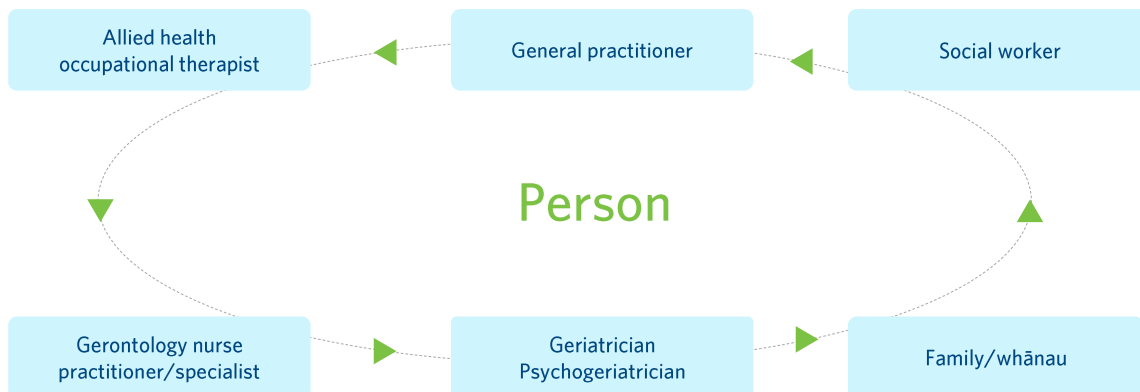 Allied health
occupational therapist
General practitioner
Social worker
Person
Gerontology nurse
practitioner/specialist
Geriatrician
Psychogeriatrician
Family/whānau